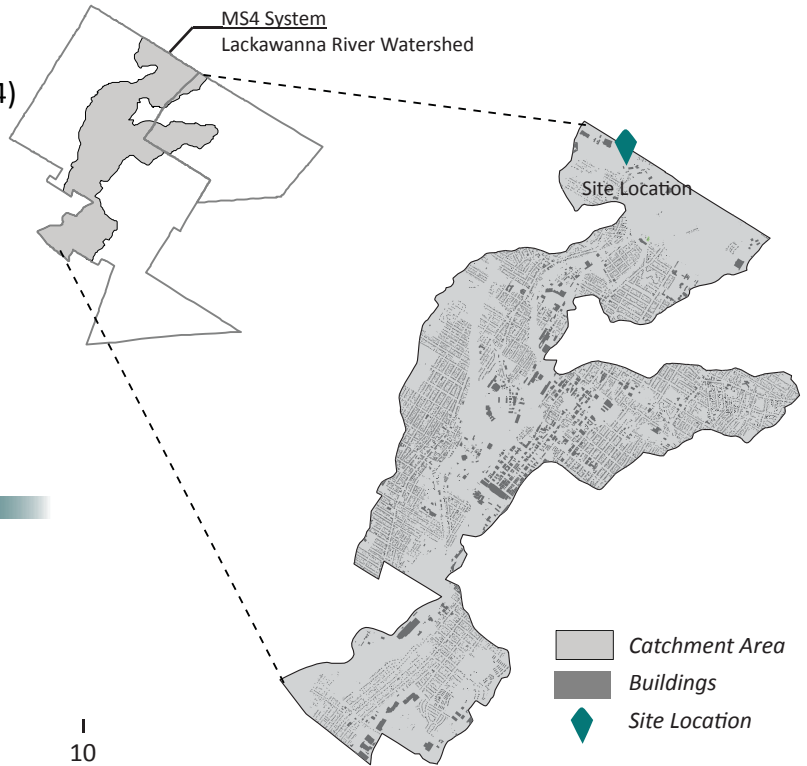 MS4 System
Lackawanna River Watershed
4)
Site Location
Catchment Area
Buildings
Site Location
10